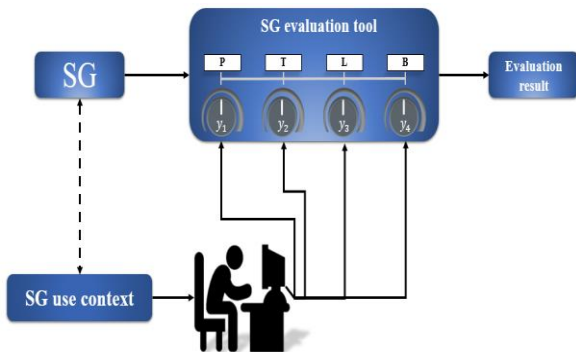 SG evaluation tool
P T L B
SG
y₁ y₂ y₃ y₄
Evaluation
result
SG use context